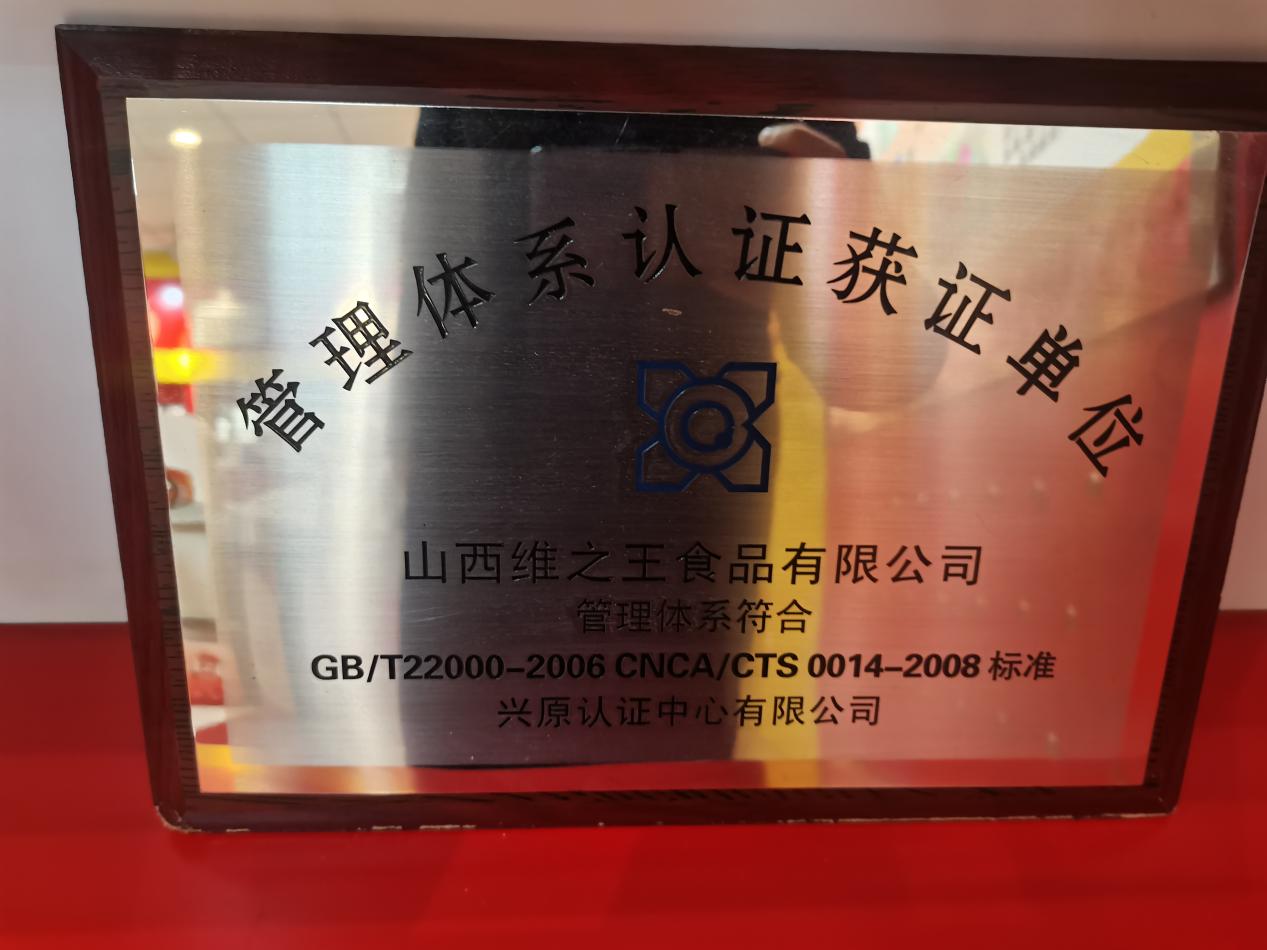 管理体系认证获证单位
山西维之王食品有限公司
管理体系符合
GB/T22000-2006 CNCA/CTS 0014-2008 标准
兴原认证中心有限公司